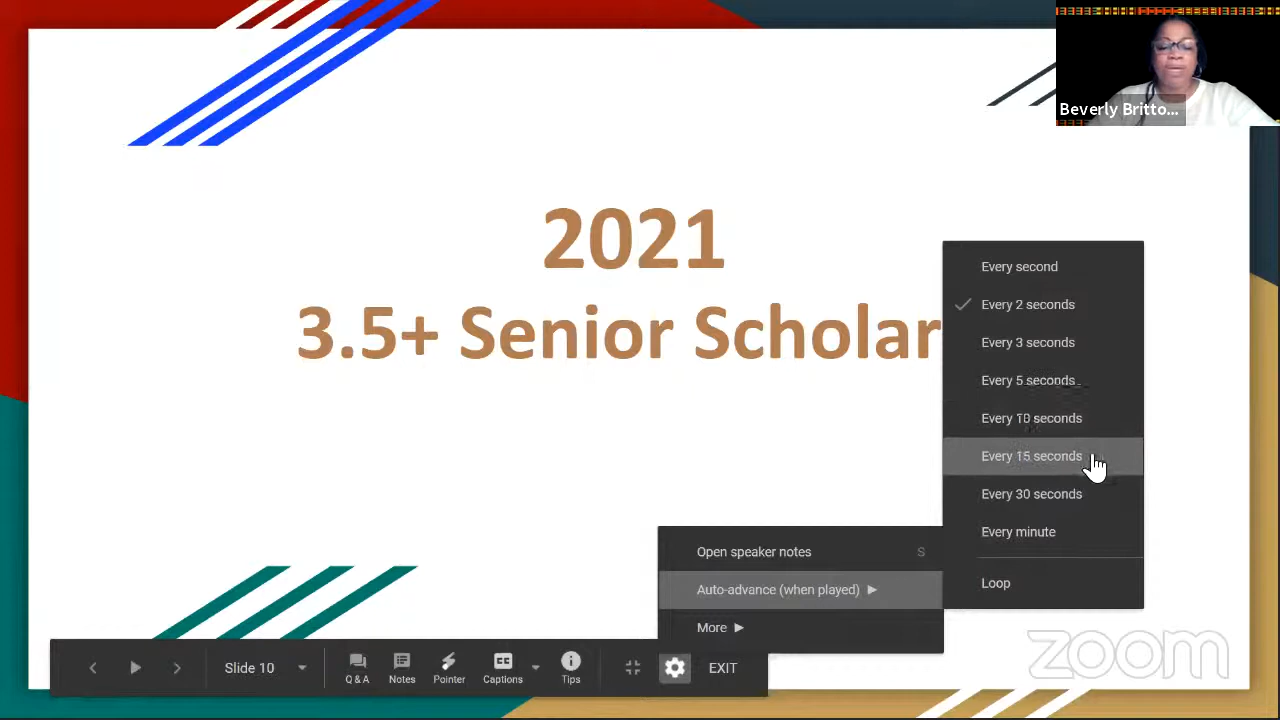 Beverly Britto...
2021
3.5+ Senior Scholar
Every second
Every 2 seconds
Every 3 seconds
Every 5 seconds
Every 10 seconds
Every 15 seconds
Every 30 seconds
Every minute
Loop
Open speaker notes S
Auto-advance (when played)
More
Slide 10
Q & A
Notes
Pointer
CC
Captions
Tips
EXIT
zoom